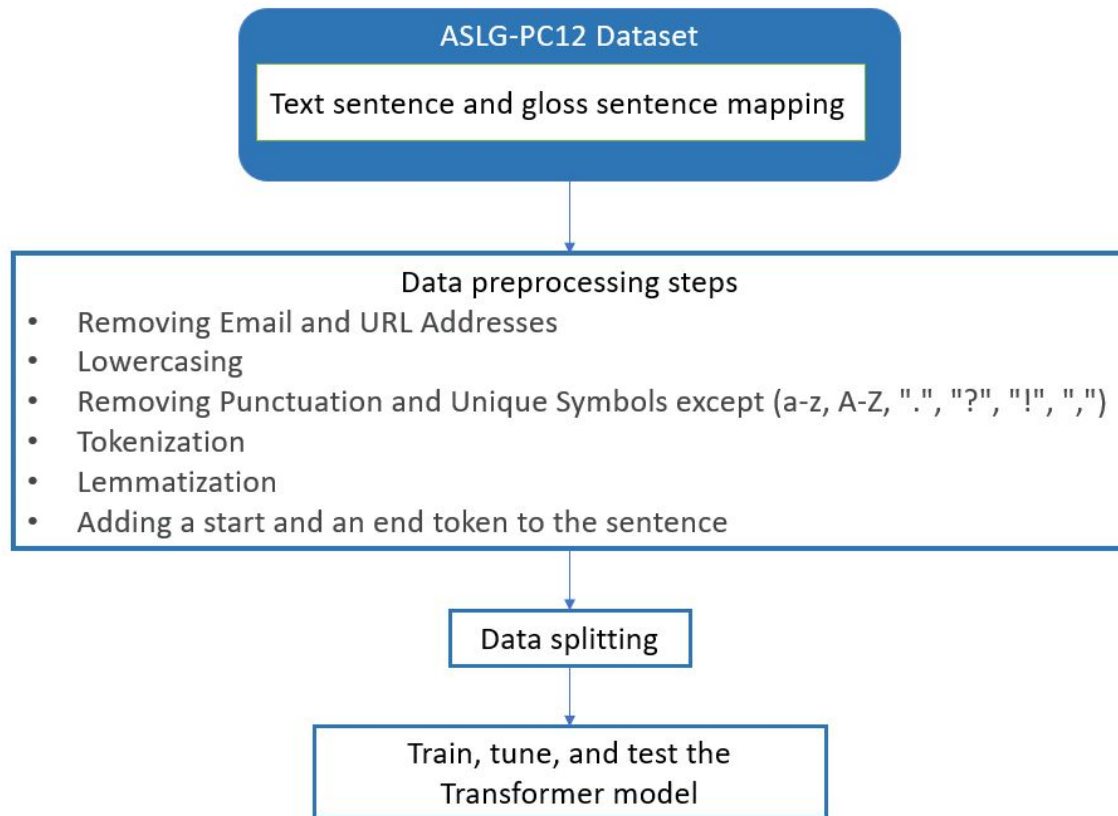 ASLG-PC12 Dataset
Text sentence and gloss sentence mapping
Data preprocessing steps
• Removing Email and URL Addresses
• Lowercasing
• Removing Punctuation and Unique Symbols except (a-z, A-Z, ".", "?", "!", ",")
• Tokenization
• Lemmatization
• Adding a start and an end token to the sentence
Data splitting
Train, tune, and test the
Transformer model